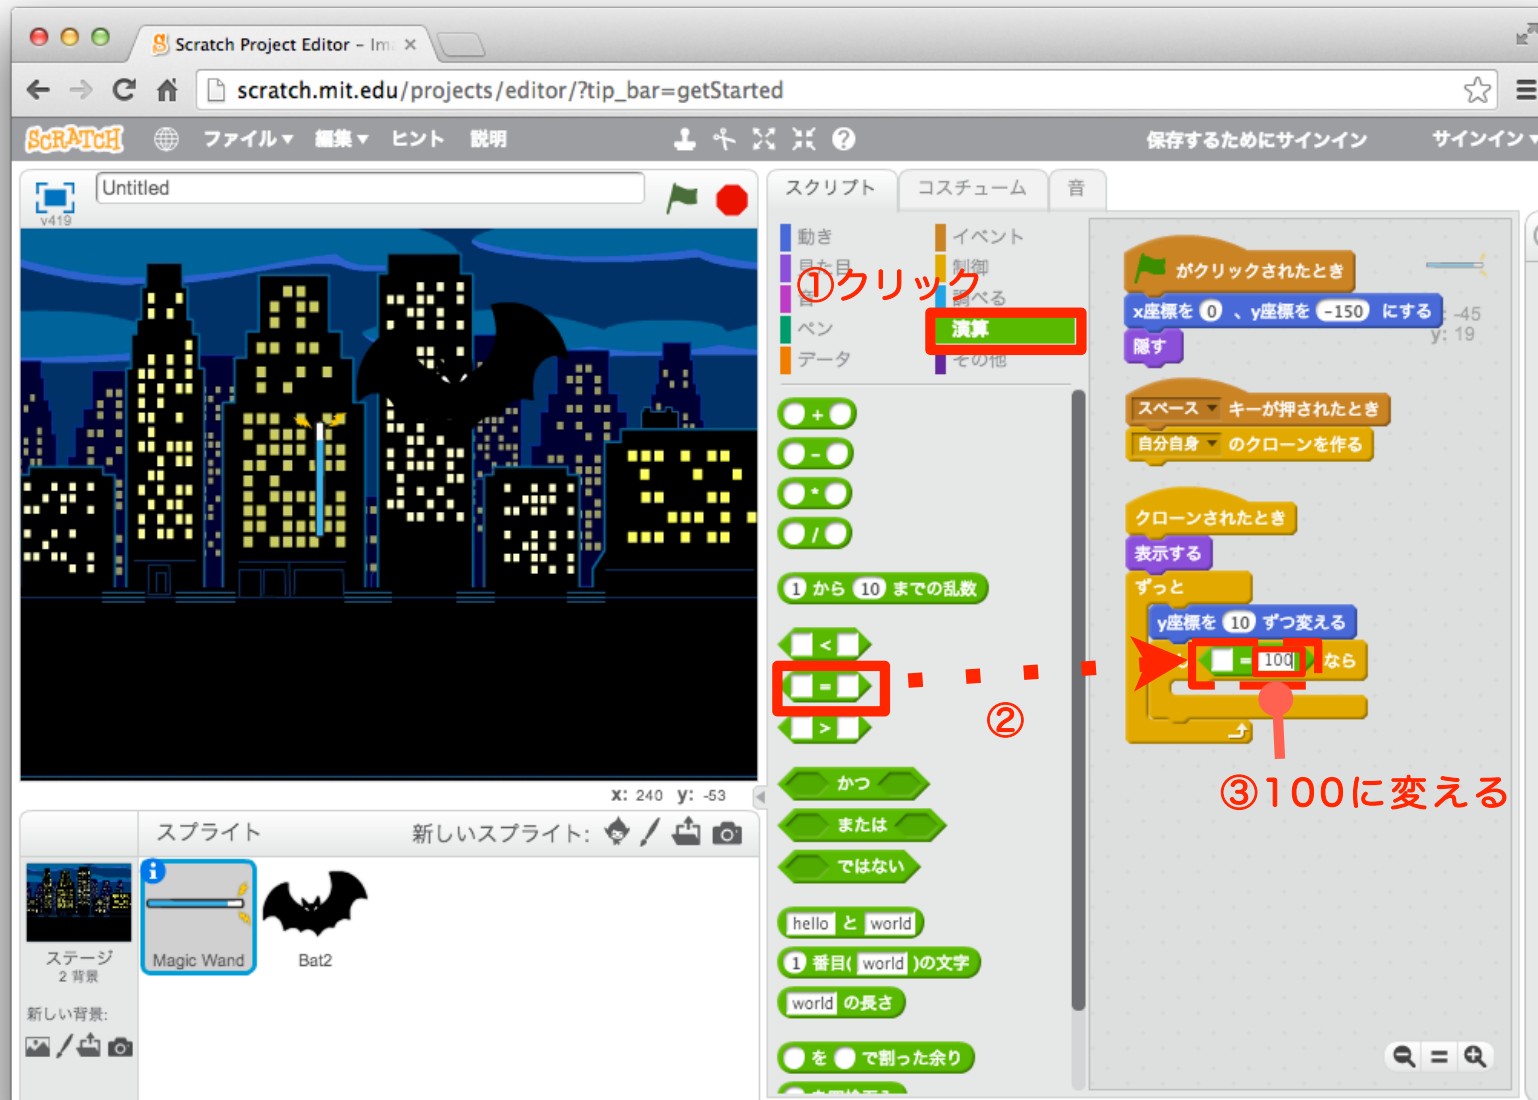 Scratch Project Editor – Im
scratch.mit.edu/projects/editor/?tip_bar=getStarted
SCRATCH ファイル▼ 編集▼ ヒント 説明 保存するためにサインイン サインイン▼
v419
Untitled
スクリプト コスチューム 音
動き イベント
見た目 制御
①クリック
音 調べる
ペン 演算
データ その他
+
-
*
/
1 から 10 までの乱数
<
=
>
②
かつ
または
ではない
hello と world
1 番目( world )の文字
world の長さ
を で割った余り
がクリックされたとき
x座標を 0 、y座標を -150 にする
隠す
: -45
y: 19
スペース ▼ キーが押されたとき
自分自身 ▼ のクローンを作る
クローンされたとき
表示する
ずっと
y座標を 10 ずつ変える
= 100 なら
③100に変える
x: 240 y: -53
スプライト 新しいスプライト:
ステージ
2 背景
新しい背景:
Magic Wand
Bat2